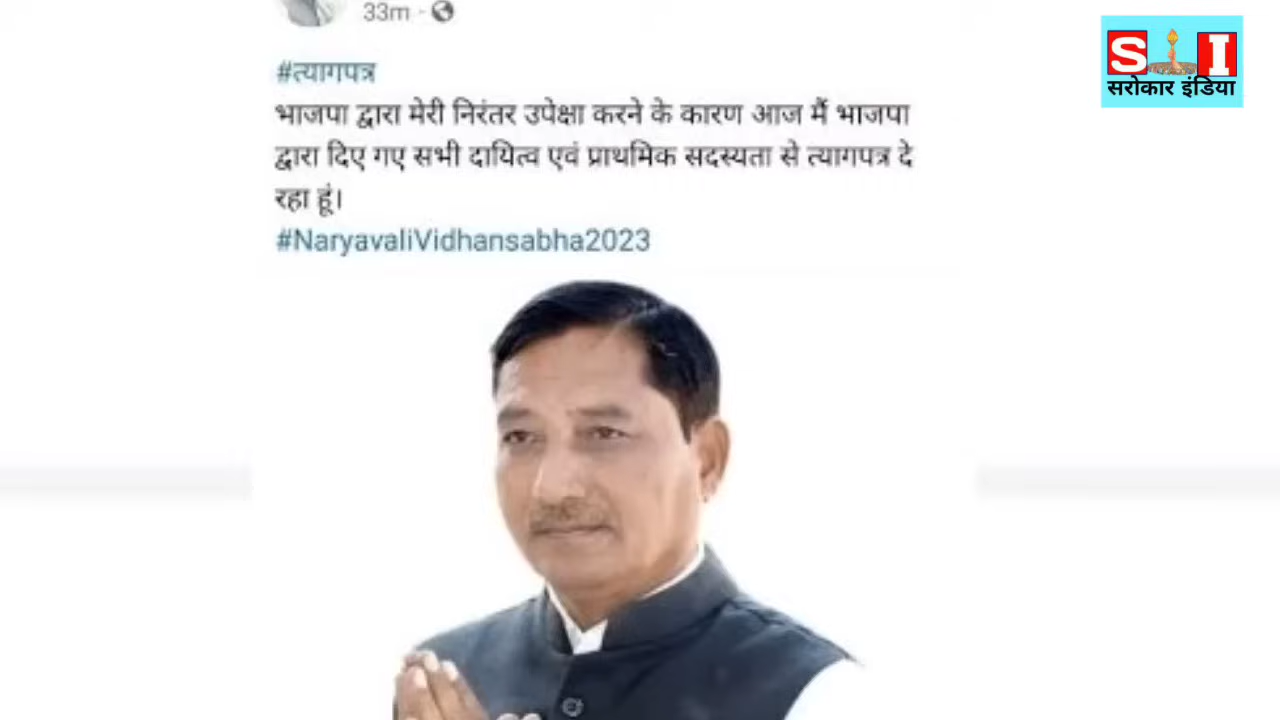 33m
#त्यागपत्र
भाजपा द्वारा मेरी निरंतर उपेक्षा करने के कारण आज मैं भाजपा
द्वारा दिए गए सभी दायित्व एवं प्राथमिक सदस्यता से त्यागपत्र दे
रहा हूं।
#NaryavaliVidhansabha2023
S I
सरोकार इंडिया